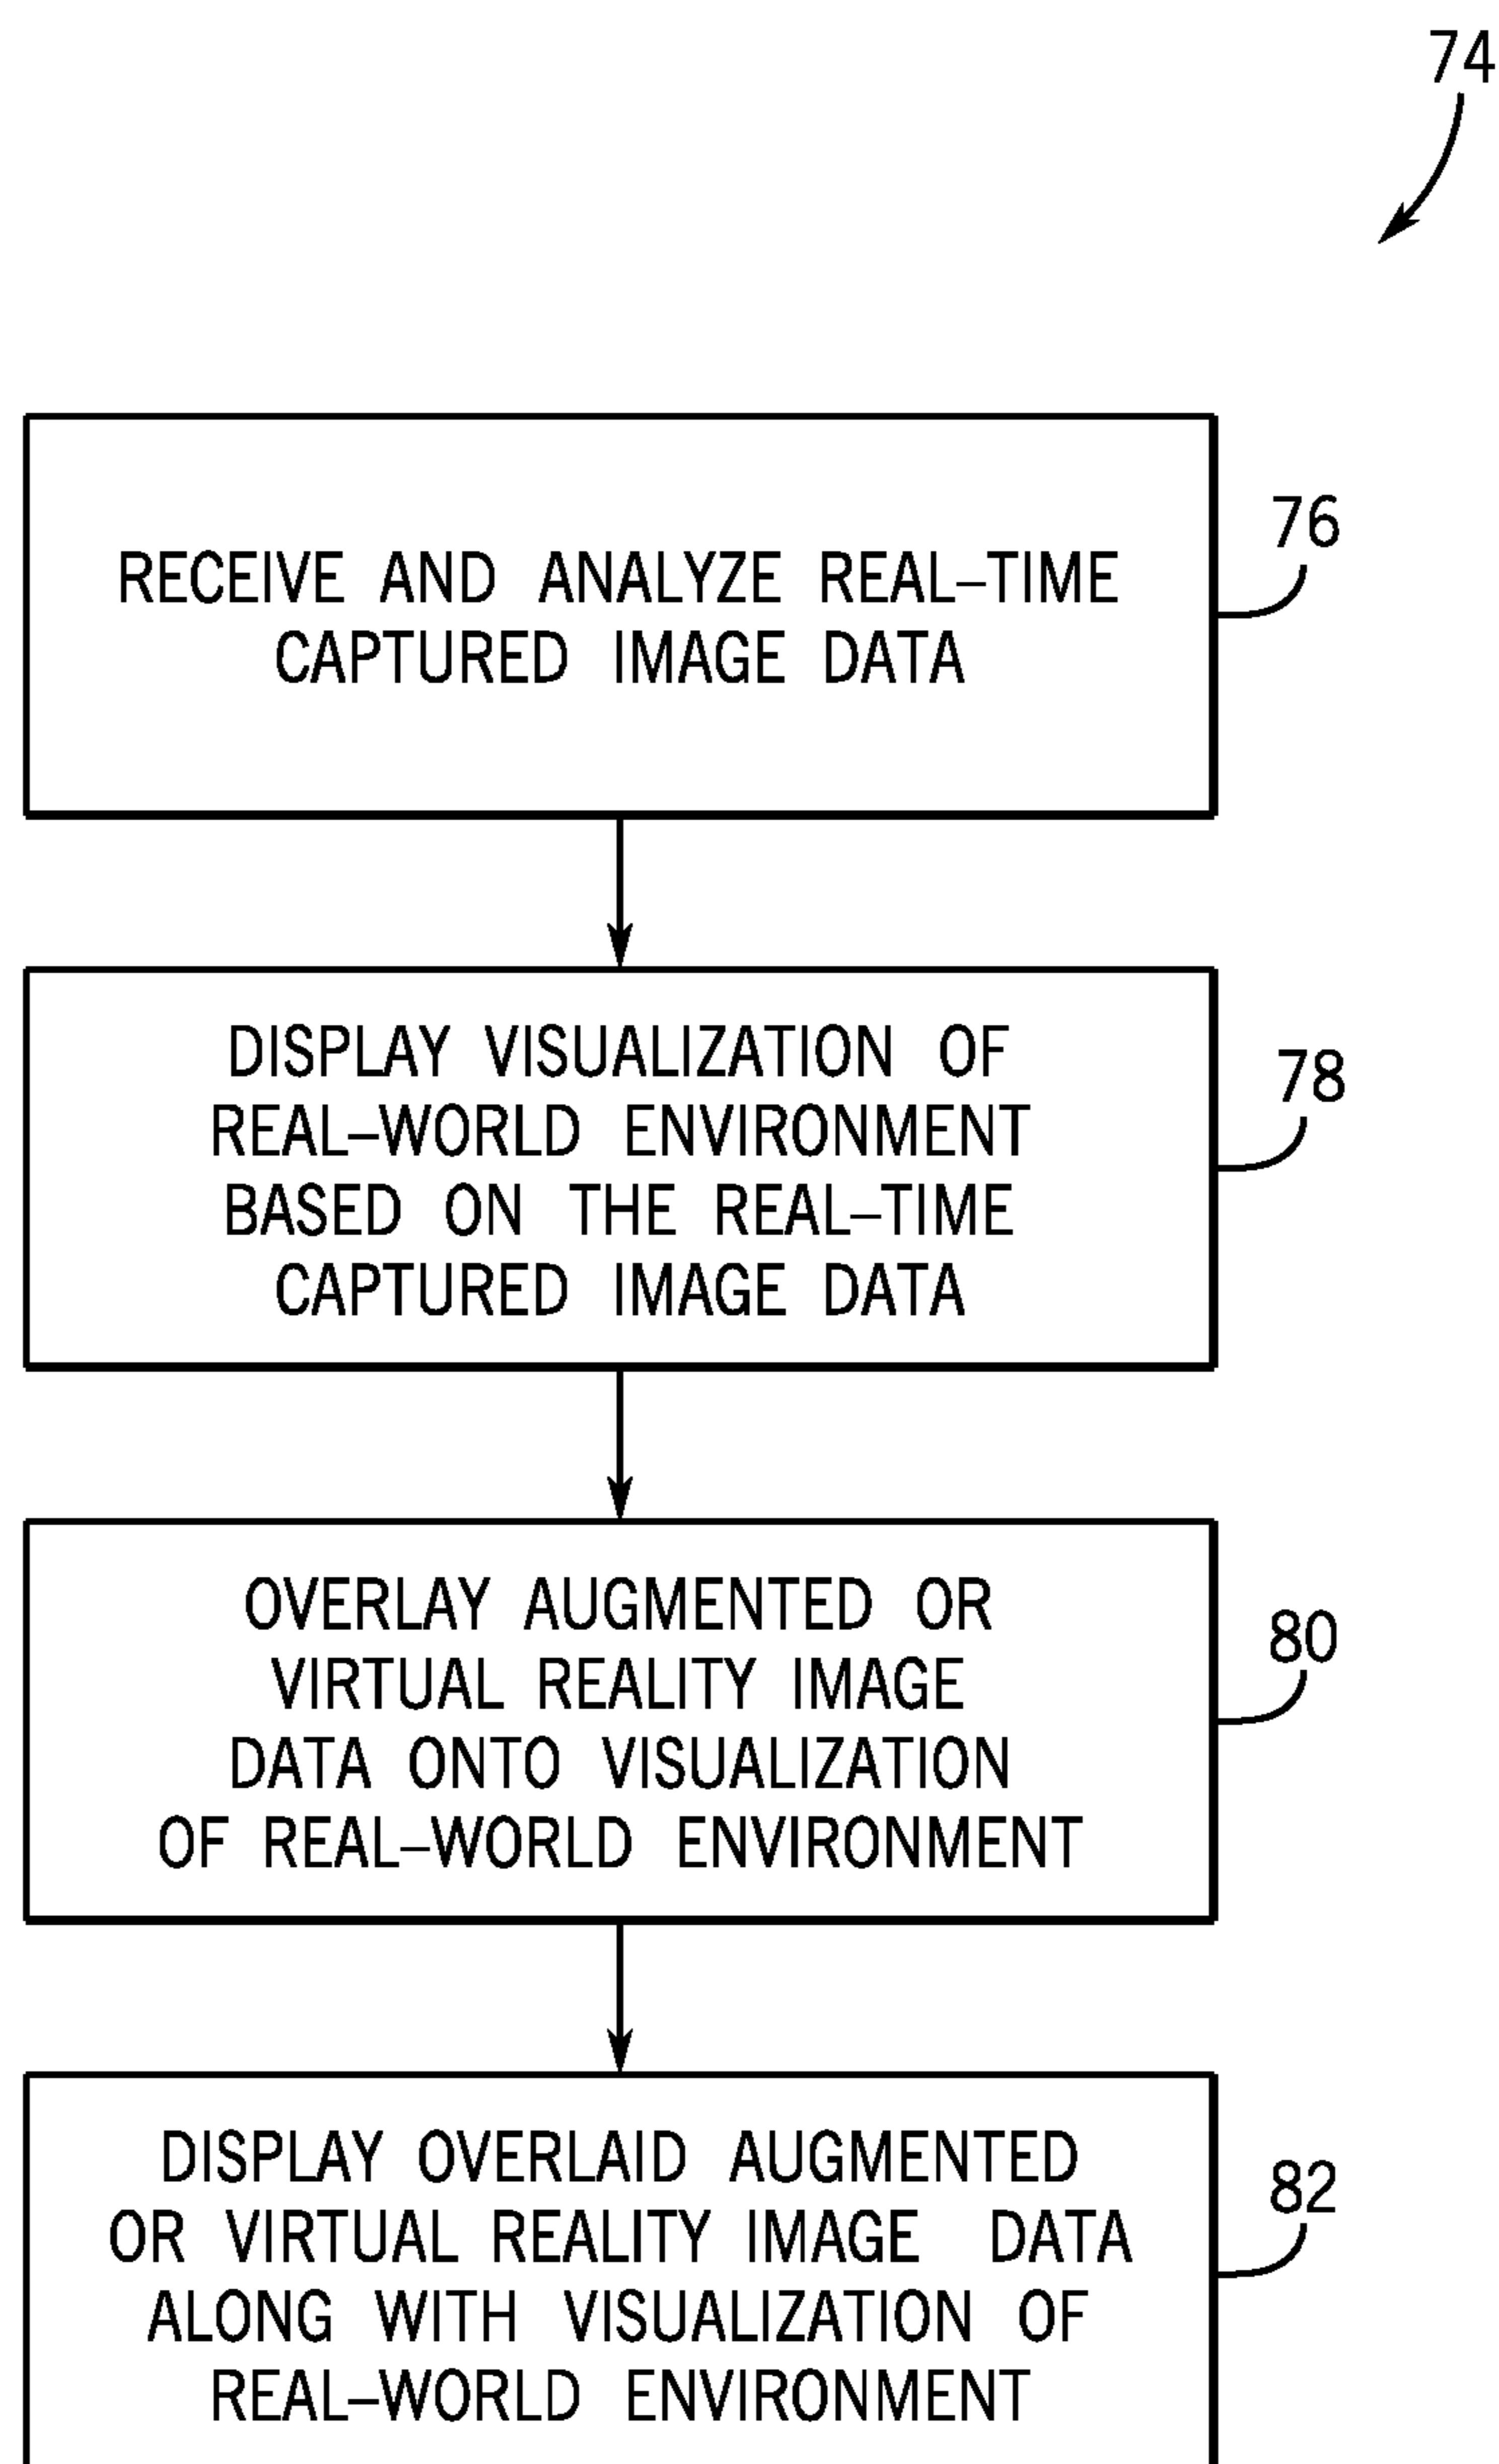 74
RECEIVE AND ANALYZE REAL-TIME
CAPTURED IMAGE DATA
76
DISPLAY VISUALIZATION OF
REAL-WORLD ENVIRONMENT
BASED ON THE REAL-TIME
CAPTURED IMAGE DATA
78
OVERLAY AUGMENTED OR
VIRTUAL REALITY IMAGE
DATA ONTO VISUALIZATION
OF REAL-WORLD ENVIRONMENT
80
DISPLAY OVERLAID AUGMENTED
OR VIRTUAL REALITY IMAGE DATA
ALONG WITH VISUALIZATION OF
REAL-WORLD ENVIRONMENT
82